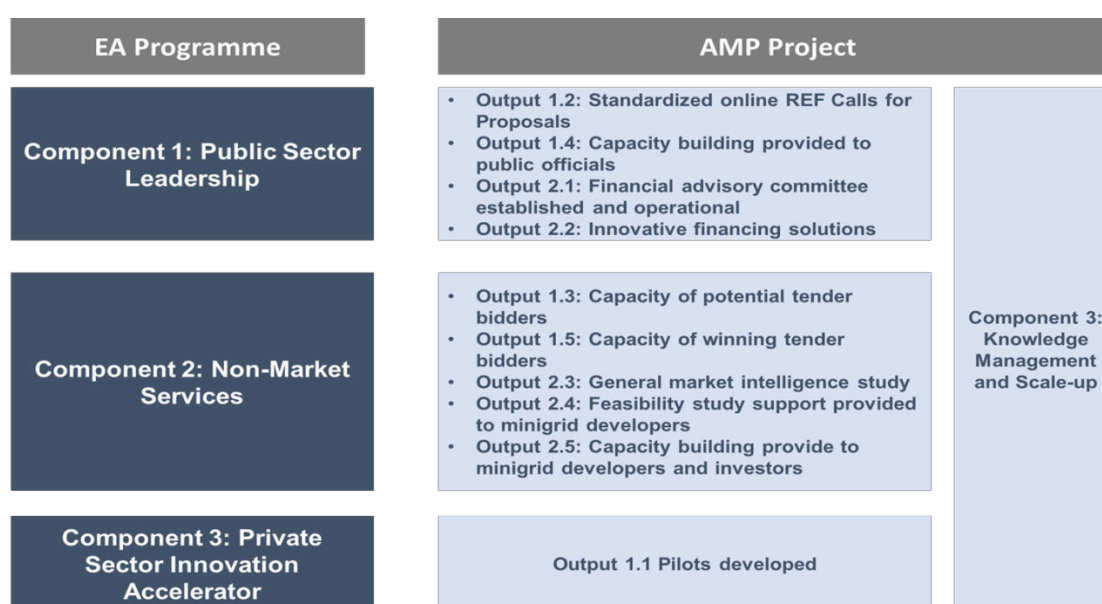 EA Programme
AMP Project
Component 1: Public Sector
Leadership
• Output 1.2: Standardized online REF Calls for
Proposals
• Output 1.4: Capacity building provided to
public officials
• Output 2.1: Financial advisory committee
established and operational
• Output 2.2: Innovative financing solutions
Component 2: Non-Market
Services
• Output 1.3: Capacity of potential tender
bidders
• Output 1.5: Capacity of winning tender
bidders
• Output 2.3: General market intelligence study
• Output 2.4: Feasibility study support provided
to minigrid developers
• Output 2.5: Capacity building provide to
minigrid developers and investors
Component 3:
Knowledge
Management
and Scale-up
Component 3: Private
Sector Innovation
Accelerator
Output 1.1 Pilots developed